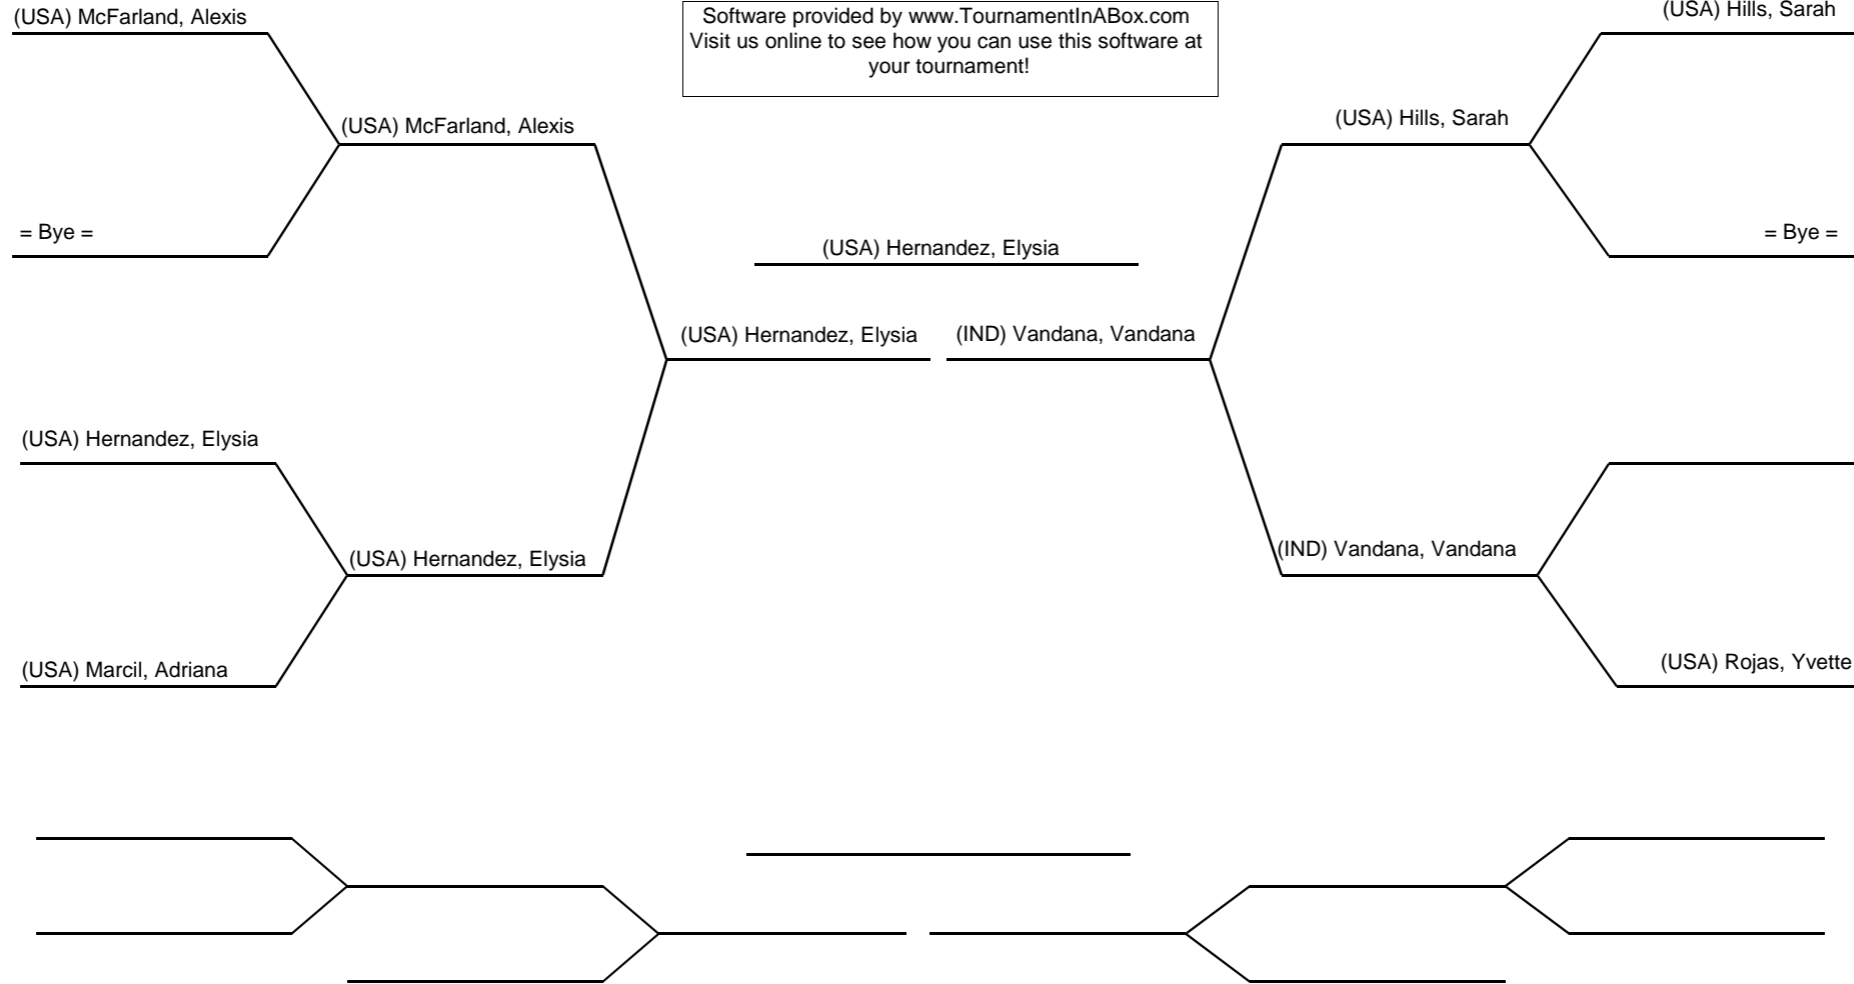 (USA) McFarland, Alexis
Software provided by www.TournamentInABox.com
Visit us online to see how you can use this software at
your tournament!
(USA) Hills, Sarah
(USA) McFarland, Alexis
(USA) Hills, Sarah
= Bye =
(USA) Hernandez, Elysia
= Bye =
(USA) Hernandez, Elysia
(IND) Vandana, Vandana
(USA) Hernandez, Elysia
(USA) Hernandez, Elysia
(IND) Vandana, Vandana
(USA) Marcil, Adriana
(USA) Rojas, Yvette